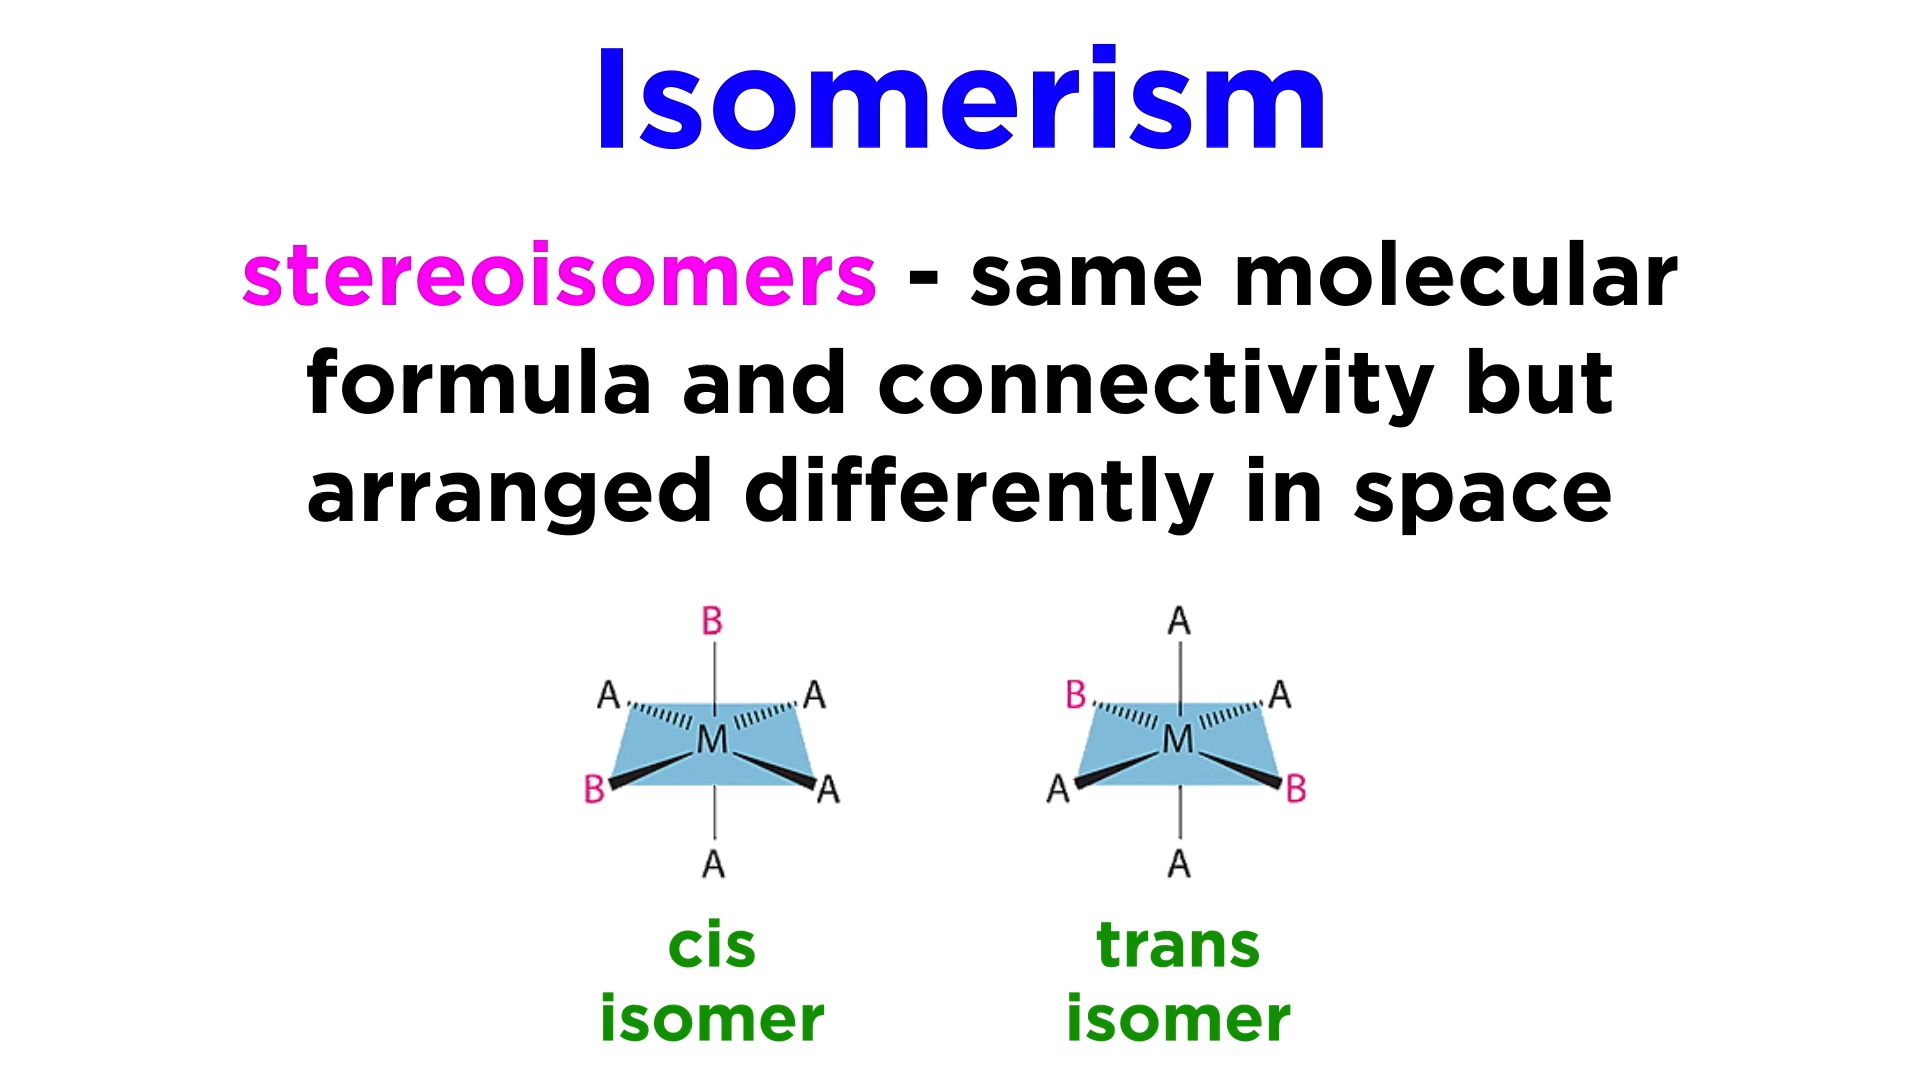 Isomerism
stereoisomers - same molecular
formula and connectivity but
arranged differently in space
B A
A A B A
M M
B A A B
A A
cis trans
isomer isomer